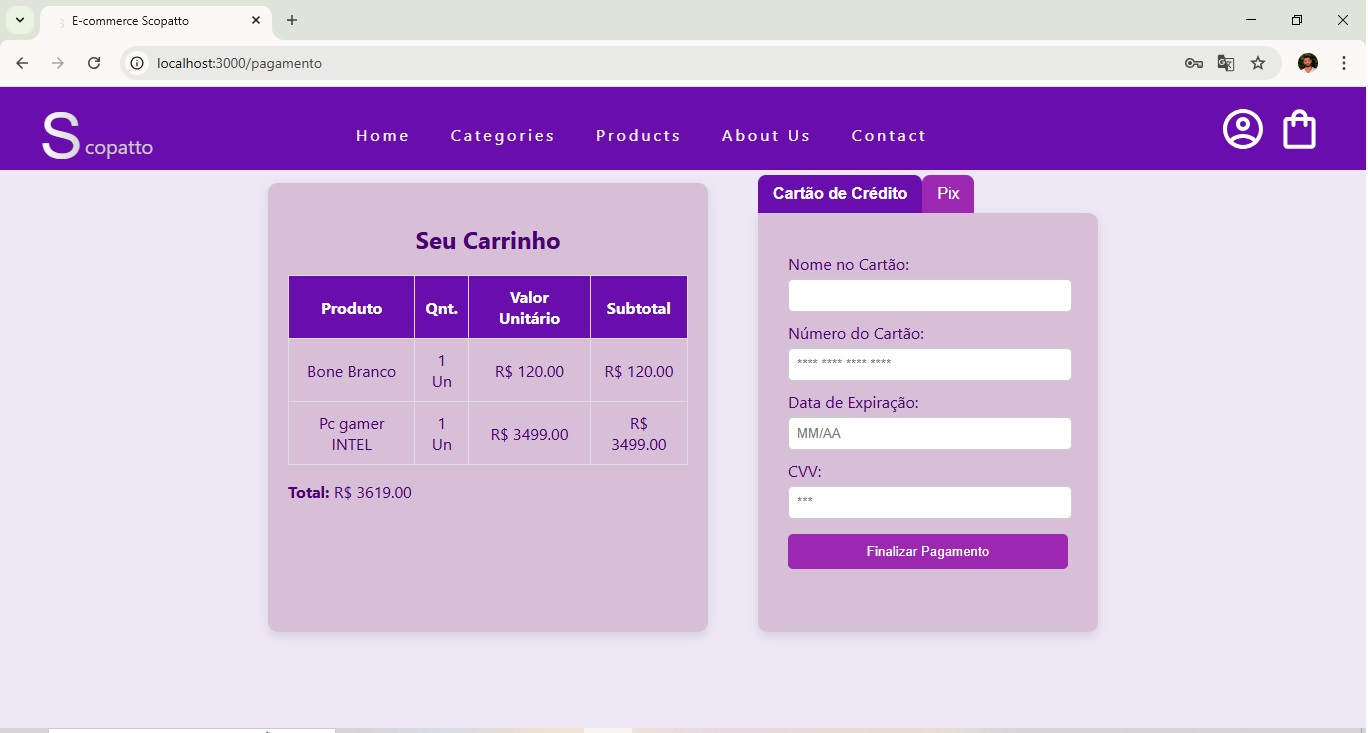 E-commerce Scopatto
localhost:3000/pagamento
Scopatto
Home Categories Products About Us Contact
Seu Carrinho
Produto Qnt. Valor Unitário Subtotal
Bone Branco 1 Un R$ 120.00 R$ 120.00
Pc gamer INTEL 1 Un R$ 3499.00 R$ 3499.00
Total: R$ 3619.00
Cartão de Crédito Pix
Nome no Cartão:
Número do Cartão:
**** **** **** ****
Data de Expiração:
MM/AA
CVV:
***
Finalizar Pagamento